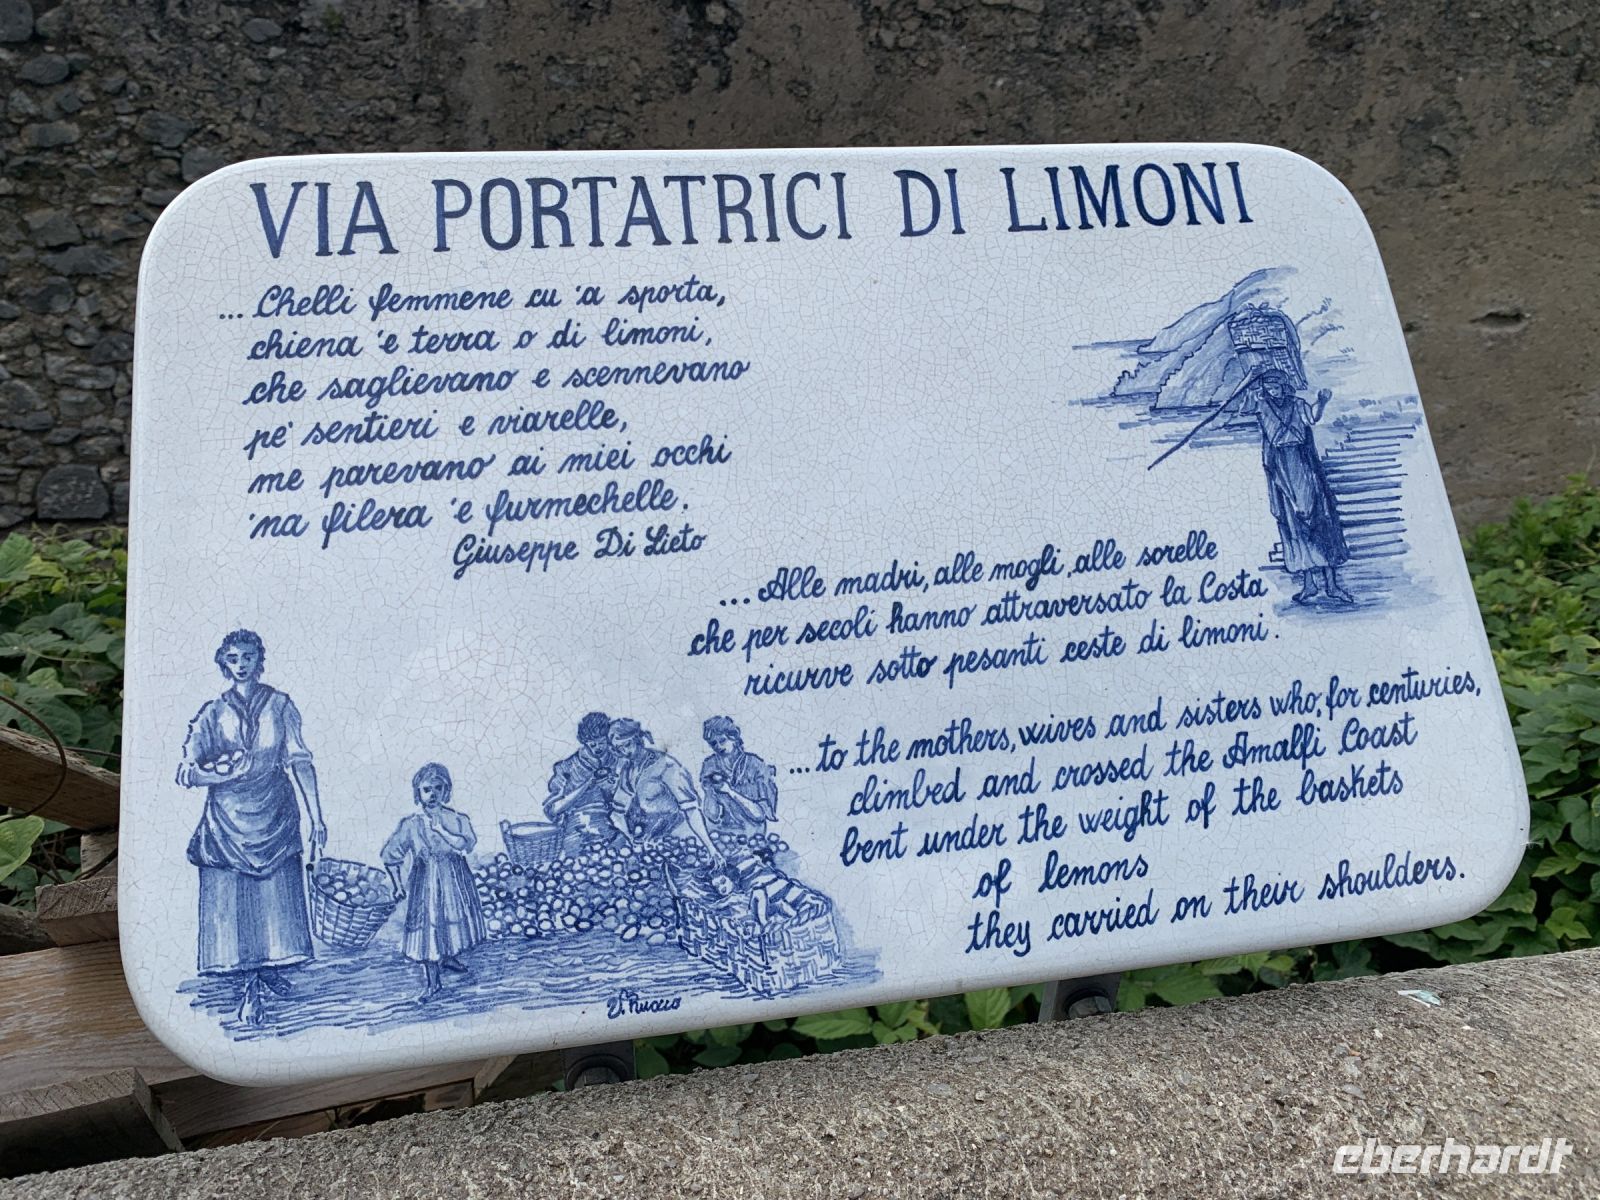 VIA PORTATRICI DI LIMONI
... Chelli femmene cu 'a sporta,
chiena 'e terra o di limoni,
che saglievano e scennevano
pe' sentieri e viarelle,
me parevano ai miei occhi
'na filera 'e furmechelle.
Giuseppe Di Lieto
... Alle madri, alle mogli, alle sorelle
che per secoli hanno attraversato la Costa
ricurve sotto pesanti ceste di limoni.
... to the mothers, wives and sisters who, for centuries,
climbed and crossed the Amalfi Coast
bent under the weight of the baskets
of lemons
they carried on their shoulders.
V. Ruocco
eberhardt